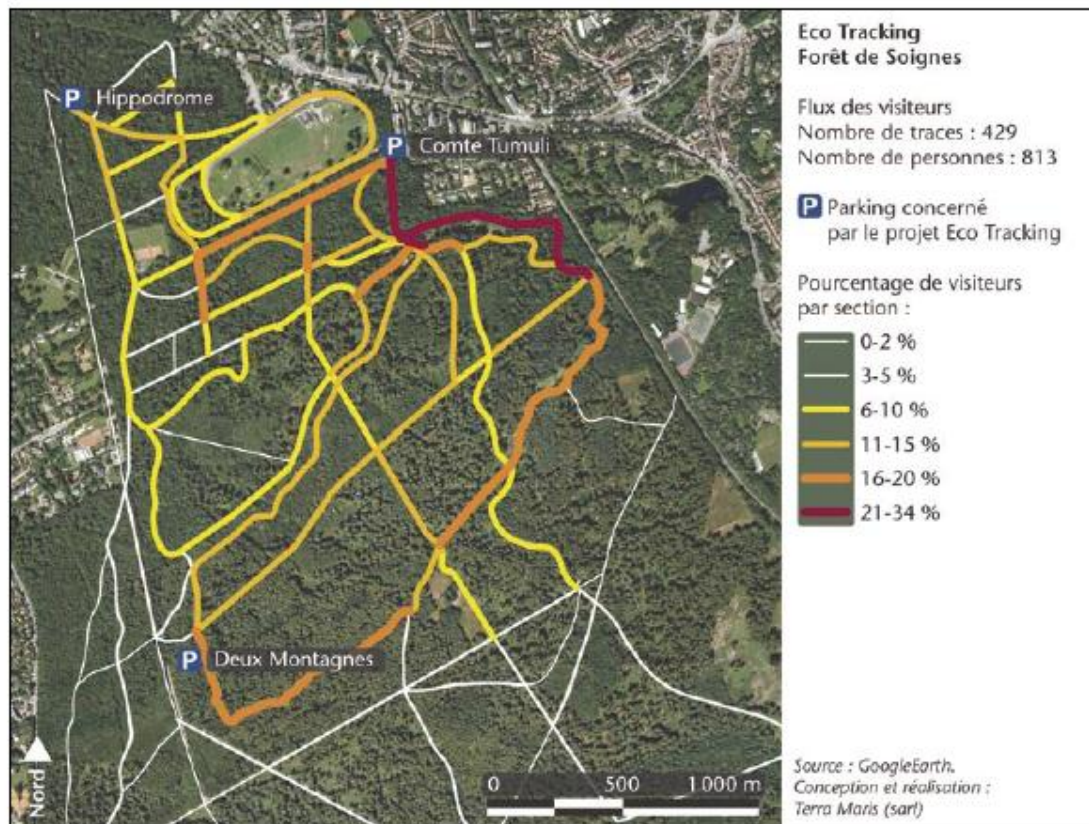 P Hippodrome
P Comte Tumuli
P Deux Montagnes
Nord
0 500 1000 m
Eco Tracking
Forêt de Soignes
Flux des visiteurs
Nombre de traces : 429
Nombre de personnes : 813
P Parking concerné
par le projet Eco Tracking
Pourcentage de visiteurs
par section :
0-2 %
3-5 %
6-10 %
11-15 %
16-20 %
21-34 %
Source : GoogleEarth.
Conception et réalisation :
Terra Maris (sarl)